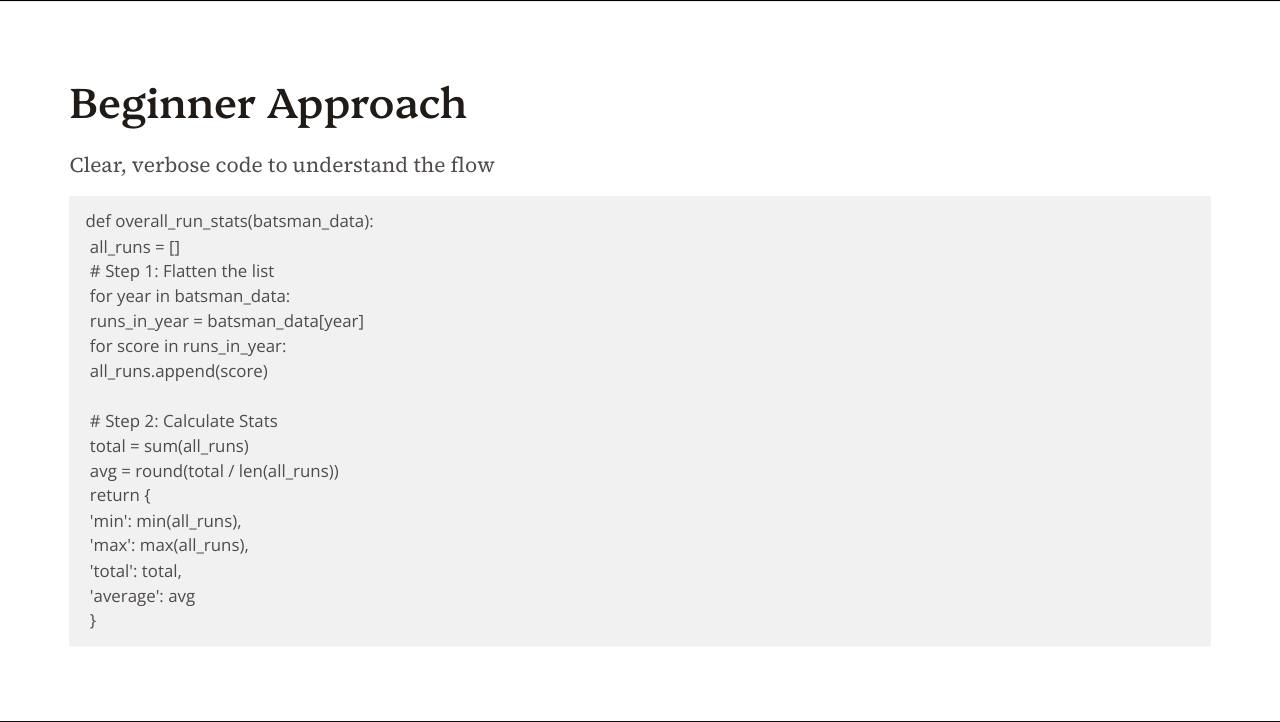 Beginner Approach
Clear, verbose code to understand the flow
def overall_run_stats(batsman_data):
all_runs = []
# Step 1: Flatten the list
for year in batsman_data:
runs_in_year = batsman_data[year]
for score in runs_in_year:
all_runs.append(score)
# Step 2: Calculate Stats
total = sum(all_runs)
avg = round(total / len(all_runs))
return {
'min': min(all_runs),
'max': max(all_runs),
'total': total,
'average': avg
}